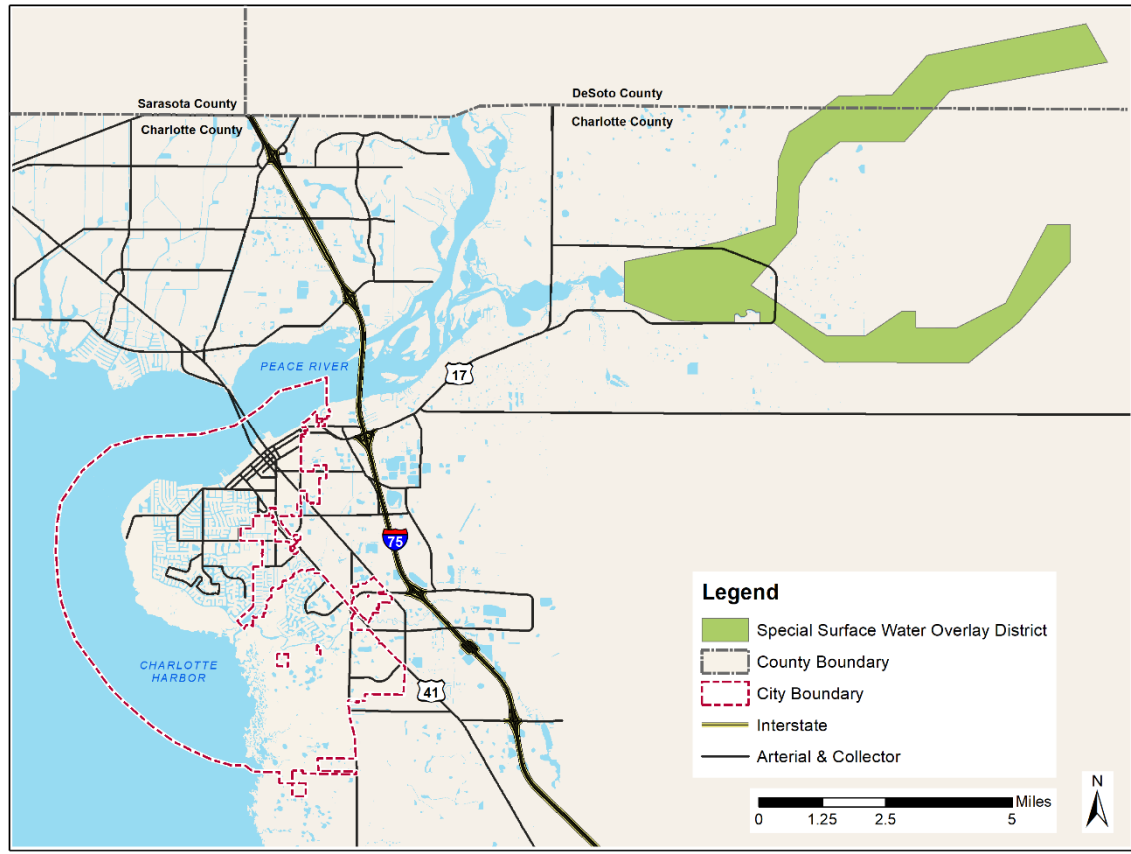 DeSoto County
Sarasota County
Charlotte County
Charlotte County
PEACE RIVER
17
75
CHARLOTTE
HARBOR
41
Legend
Special Surface Water Overlay District
County Boundary
City Boundary
Interstate
Arterial & Collector
N
Miles
0 1.25 2.5 5